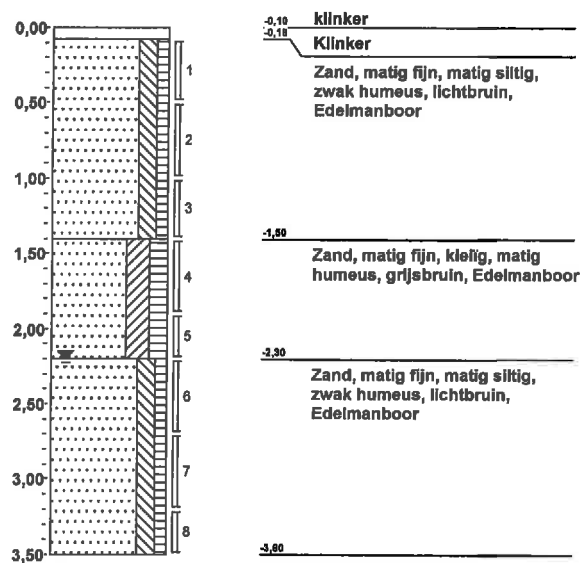 0,00
0,50
1,00
1,50
2,00
2,50
3,00
3,50
1
2
3
4
5
6
7
8
-0,10 klinker
-0,18
Klinker
Zand, matig fijn, matig siltig,
zwak humeus, lichtbruin,
Edelmanboor
-1,50
Zand, matig fijn, kleiïg, matig
humeus, grijsbruin, Edelmanboor
-2,30
Zand, matig fijn, matig siltig,
zwak humeus, lichtbruin,
Edelmanboor
-3,60